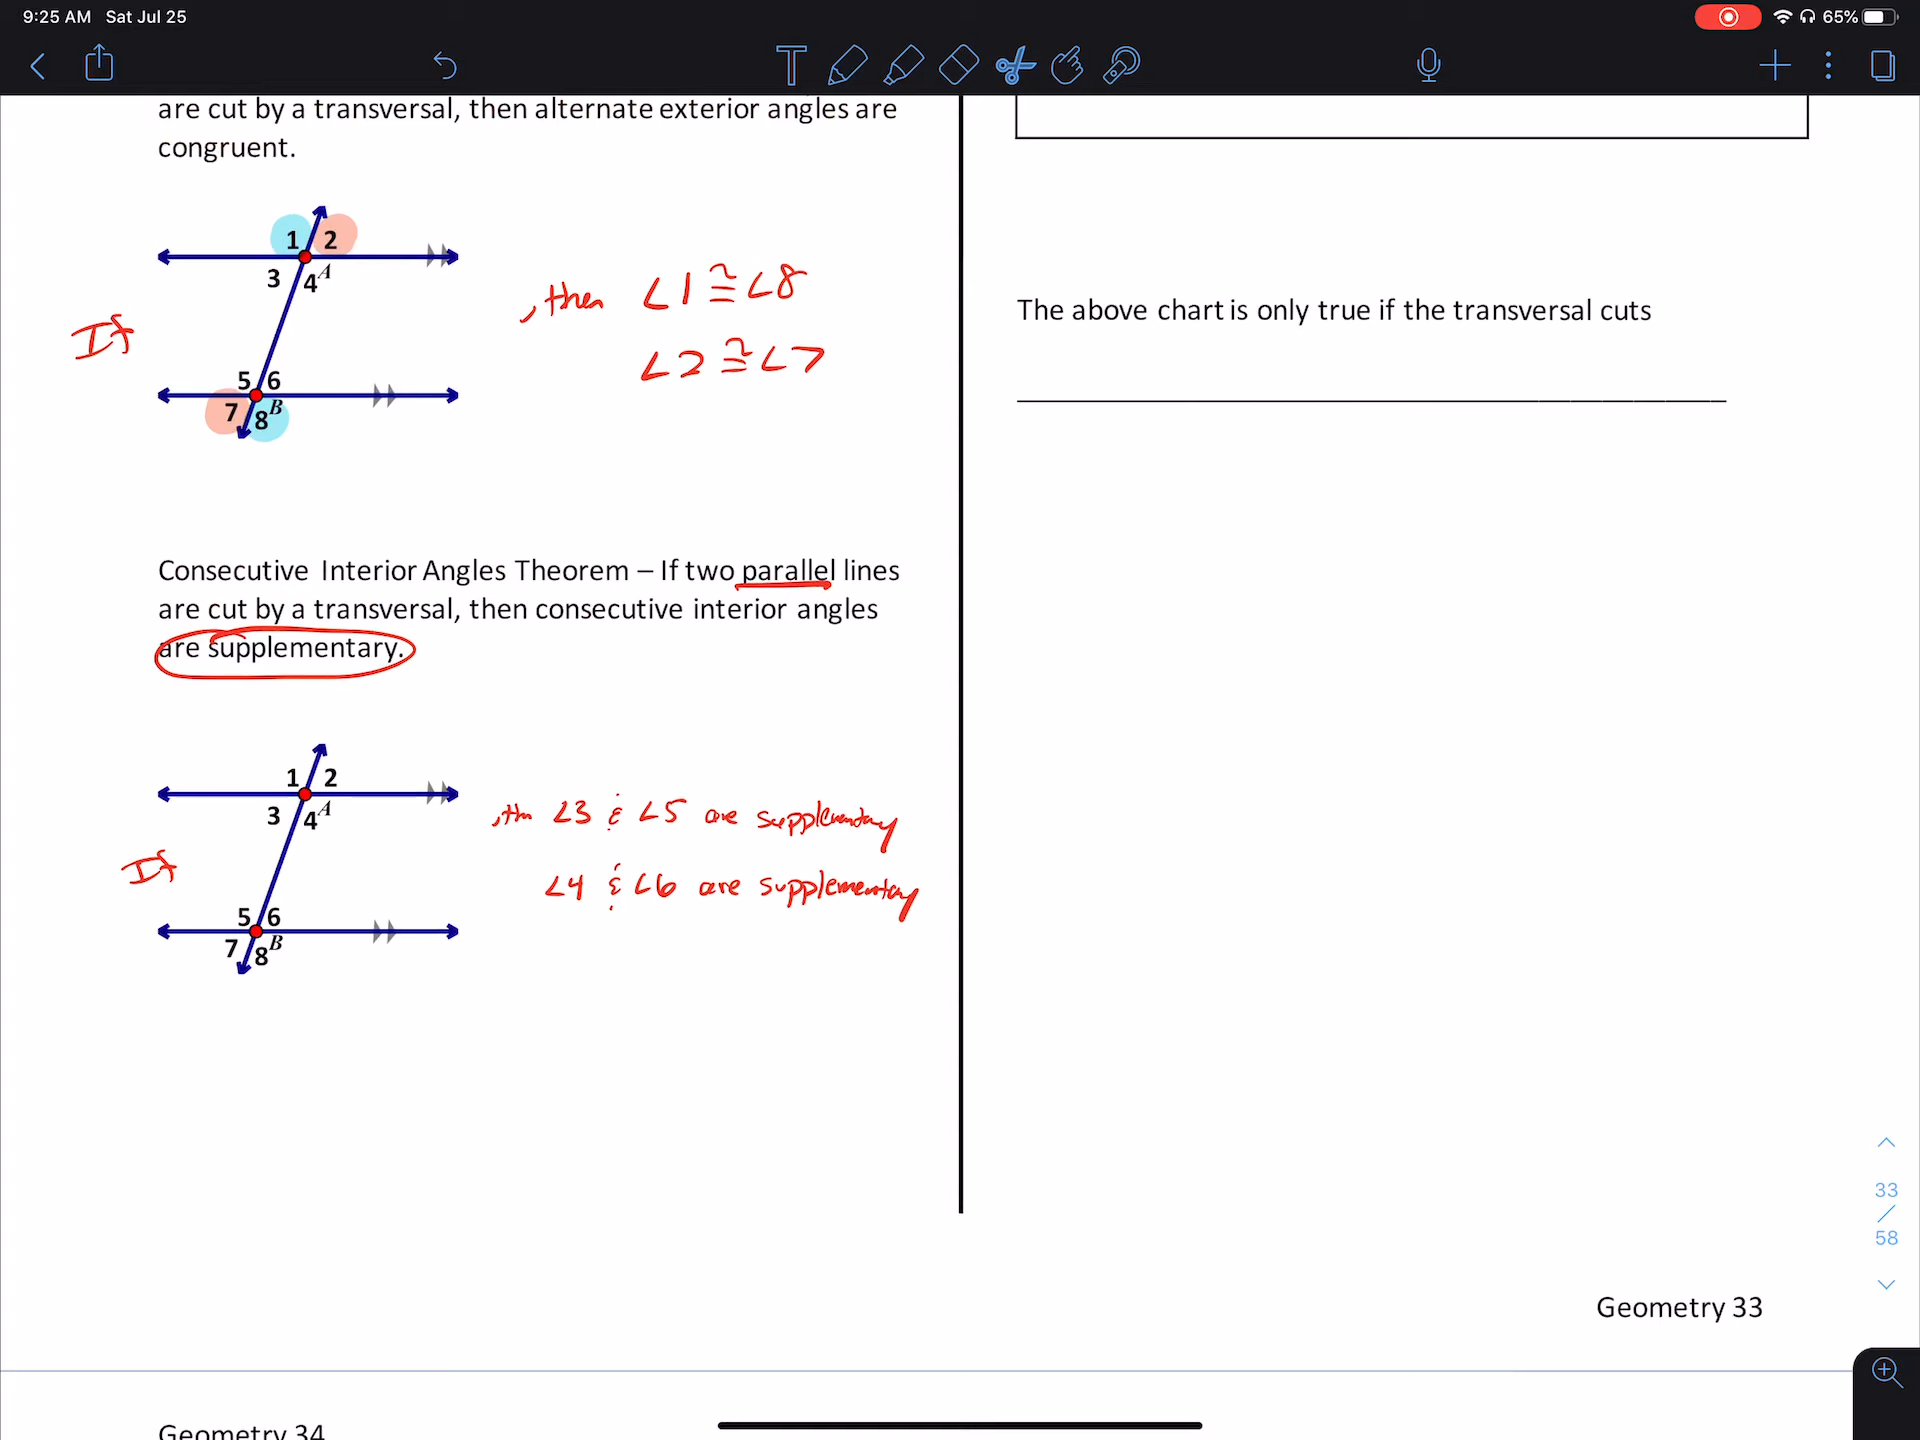 9:25 AM Sat Jul 25
65%
are cut by a transversal, then alternate exterior angles are
congruent.
1 2
3 4 A
If
, then ∠1 ≅ ∠8
∠2 ≅ ∠7
5 6
7 8 B
Consecutive Interior Angles Theorem – If two parallel lines
are cut by a transversal, then consecutive interior angles
are supplementary.
1 2
3 4 A
If
, thn ∠3 & ∠5 are supplementary
∠4 & ∠6 are supplementary
5 6
7 8 B
The above chart is only true if the transversal cuts
33
/
58
Geometry 33
Geometry 34